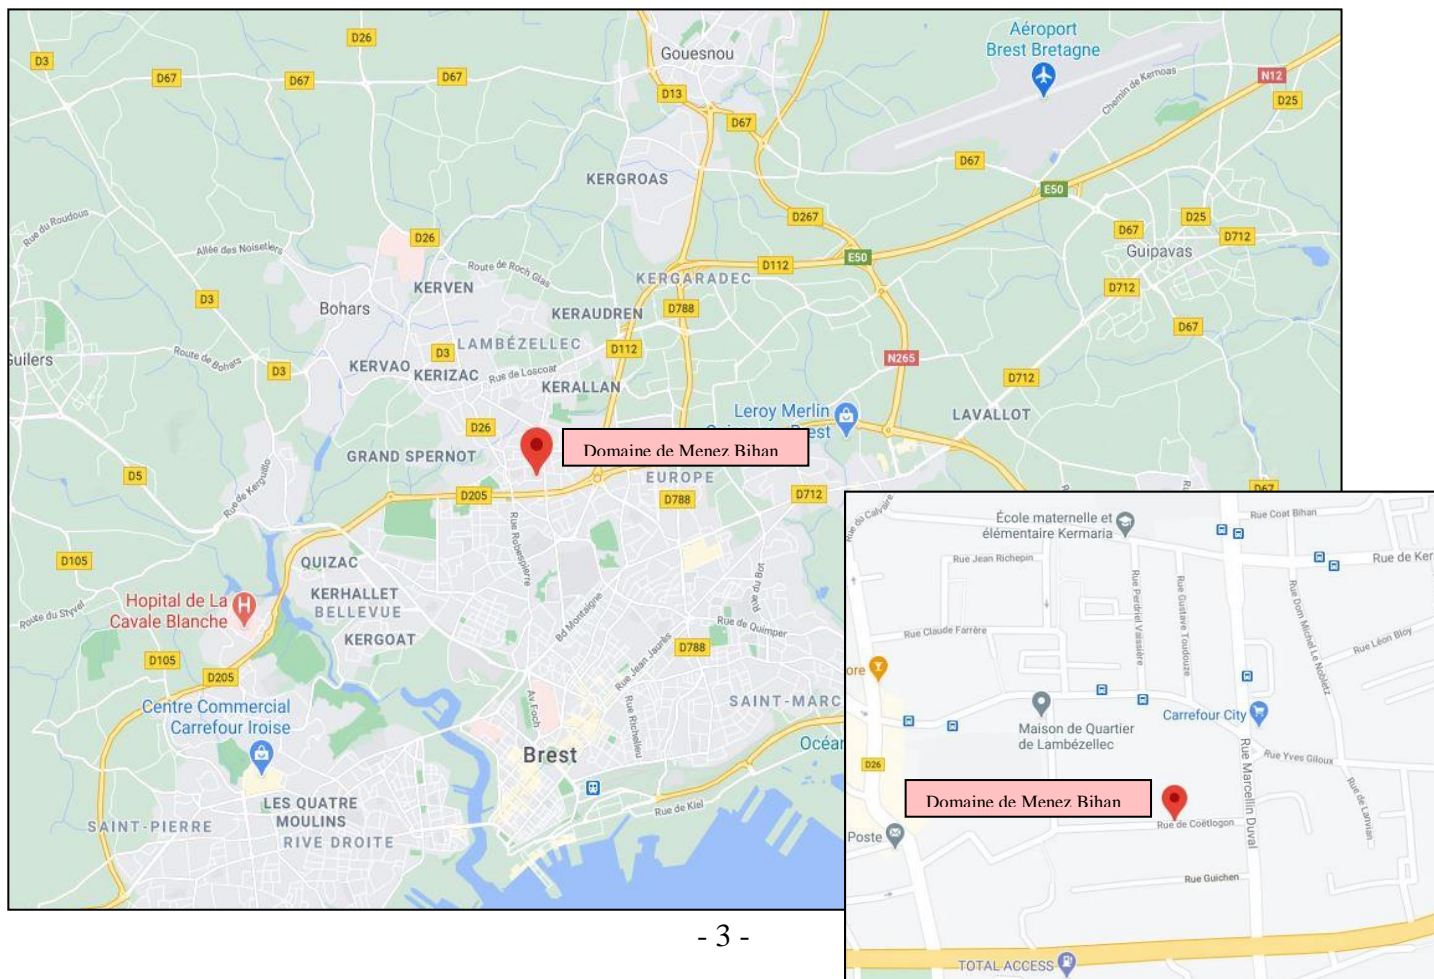 D26
Aéroport
Brest Bretagne
Gouesnou
D3
D67
D67
D67
N12
Chemin de Kernoas
D13
D25
D67
D67
KERGROAS
E50
Rue du Roudous
D267
D25
D67
D712
Allée des Noisetiers
D26
Guipavas
E50
D112
Route de Roch Glas
KERGARADEC
KERVEN
D712
D3
Bohars
KERAUDREN
D788
D67
LAMBÉZELLEC
D112
D3
N265
Guilers
Route de Bohars
KERVAO
KERIZAC
Rue de Loscoat
D3
KERALLAN
D712
Leroy Merlin
LAVALLOT
D26
Domaine de Menez Bihan
GRAND SPERNOT
D5
Rue de Kerguillo
EUROPE
D205
D788
D712
D67
Rue Robespierre
D105
QUIZAC
Rue du Bot
KERHALLET
BELLEVUE
Hopital de La
Cavale Blanche
Route du Styvel
Bd Montaigne
Rue de Quimper
KERGOAT
Rue Jean Jaurès
D788
D105
D205
Av. Foch
SAINT-MARC
Centre Commercial
Carrefour Iroise
Rue Richelieu
Brest
LES QUATRE
MOULINS
Rue de Kiel
SAINT-PIERRE
RIVE DROITE
Rue du Calvaire
École maternelle et
élémentaire Kermaria
Rue Coat Bihan
Rue Jean Richepin
Rue de Ker
Rue Perdriel Vaissière
Rue Gustave Toudouze
Rue Dom Michel Le Nobletz
Rue Claude Farrère
Rue Léon Bloy
ore
Maison de Quartier
de Lambézellec
Carrefour City
Rue Yves Giloux
Rue Marcellin Duval
D26
Domaine de Menez Bihan
Rue de Lanvian
Poste
Rue de Coëtlogon
Rue Guichen
TOTAL ACCESS
- 3 -